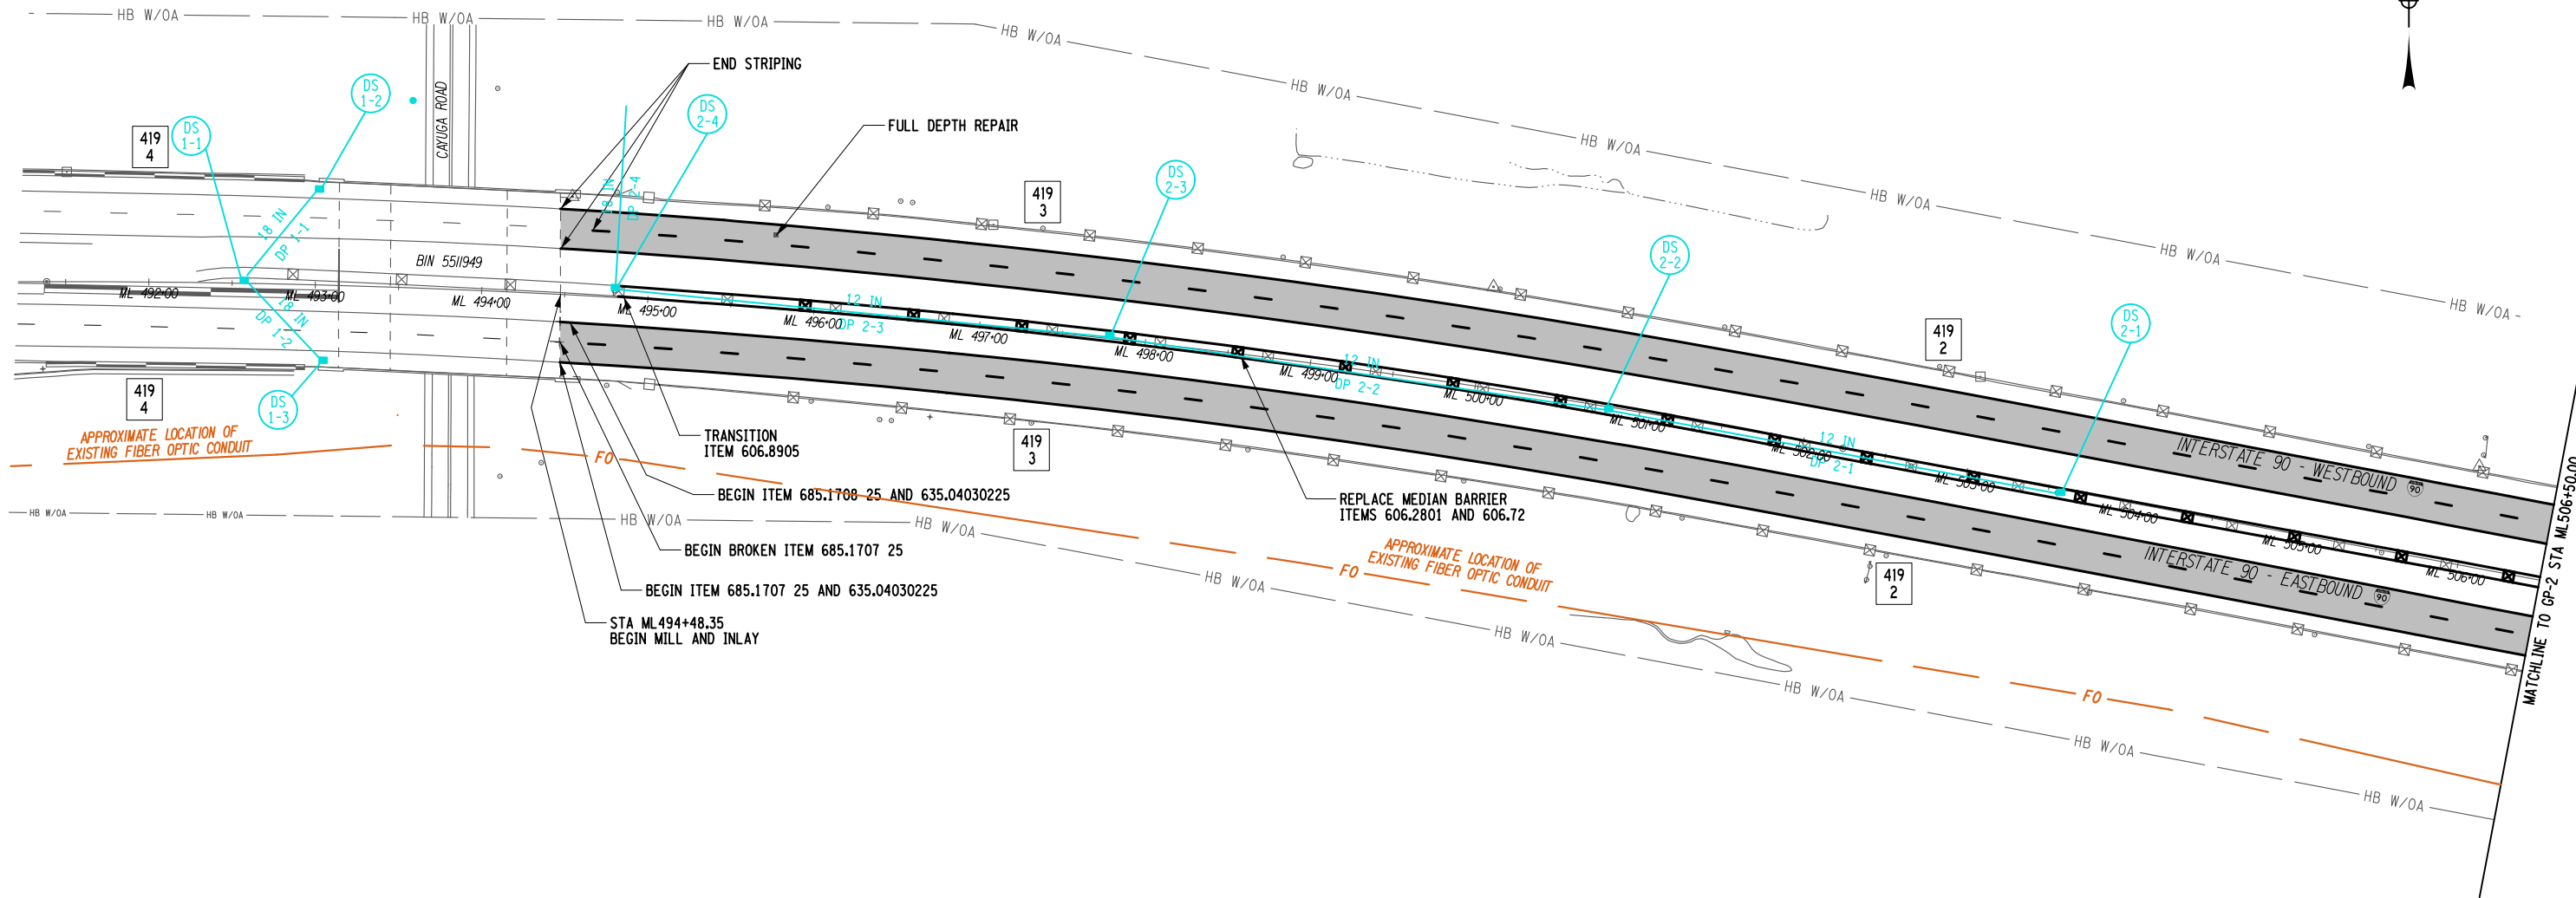 HB W/OA
HB W/OA
HB W/OA
HB W/OA
HB W/OA
HB W/OA
HB W/OA
HB W/OA
HB W/OA
END STRIPING
DS
1-2
DS
1-1
419
4
CAYUGA ROAD
DS
2-4
FULL DEPTH REPAIR
DS
2-3
419
3
18 IN
DP 2-4
18 IN
DP 1-1
BIN 5511949
DS
2-2
DS
2-1
419
2
ML 492+00
ML 493+00
ML 494+00
ML 495+00
ML 496+00
ML 497+00
ML 498+00
ML 499+00
ML 500+00
ML 501+00
ML 502+00
ML 503+00
ML 504+00
ML 505+00
ML 506+00
18 IN
DP 1-2
12 IN
DP 2-3
12 IN
DP 2-2
12 IN
DP 2-1
INTERSTATE 90 - WESTBOUND
90
INTERSTATE 90 - EASTBOUND
90
419
4
DS
1-3
APPROXIMATE LOCATION OF
EXISTING FIBER OPTIC CONDUIT
FO
TRANSITION
ITEM 606.8905
419
3
BEGIN ITEM 685.1708 25 AND 635.04030225
REPLACE MEDIAN BARRIER
ITEMS 606.2801 AND 606.72
HB W/OA
HB W/OA
HB W/OA
HB W/OA
BEGIN BROKEN ITEM 685.1707 25
APPROXIMATE LOCATION OF
EXISTING FIBER OPTIC CONDUIT
FO
419
2
BEGIN ITEM 685.1707 25 AND 635.04030225
HB W/OA
STA ML494+48.35
BEGIN MILL AND INLAY
HB W/OA
HB W/OA
FO
HB W/OA
HB W/OA
MATCHLINE TO GP-2 STA ML506+50.00